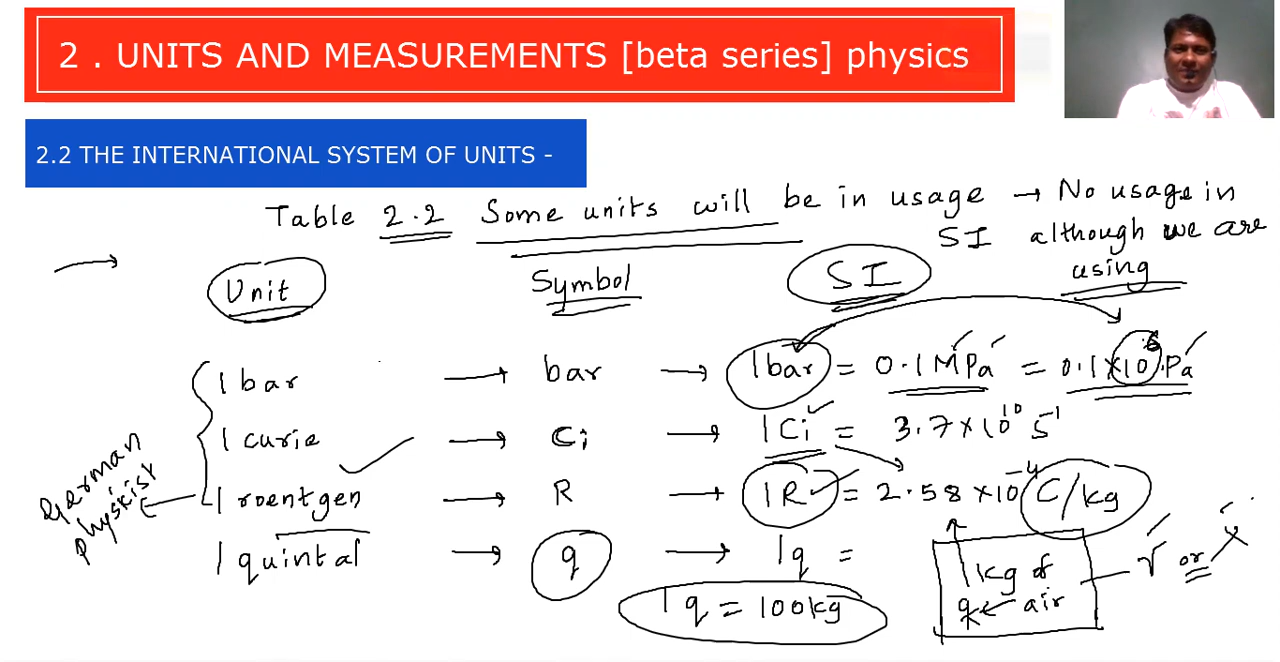 2 . UNITS AND MEASUREMENTS [beta series] physics
2.2 THE INTERNATIONAL SYSTEM OF UNITS -
Table 2.2 Some units will be in usage → No usage in
SI although we are
using
→ Unit Symbol SI
1 bar → bar → 1bar = 0.1MPa = 0.1×10⁶.Pa
1 curie → Ci → 1Ci = 3.7×10¹⁰ s⁻¹
1 roentgen → R → 1R = 2.58×10⁻⁴ C/kg
German
physkist
1 quintal → q → 1q =
1q = 100kg
1kg of
air
or